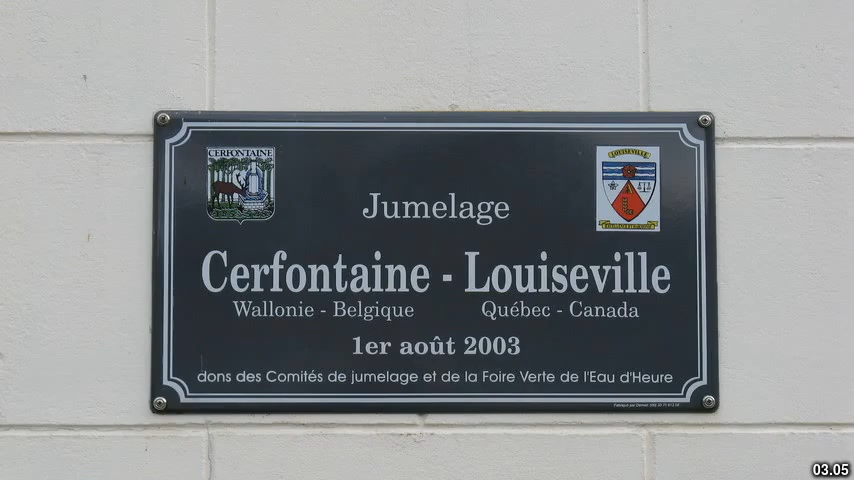 CERFONTAINE
LOUISEVILLE
Jumelage
Cerfontaine - Louiseville
Wallonie - Belgique
Québec - Canada
1er août 2003
dons des Comités de jumelage et de la Foire Verte de l'Eau d'Heure
03.05